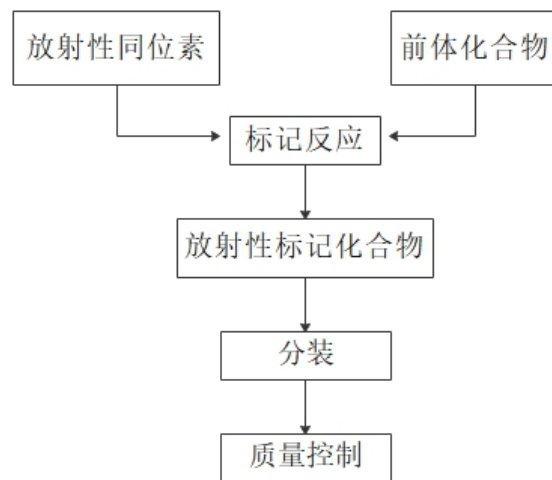 放射性同位素
前体化合物
标记反应
放射性标记化合物
分装
质量控制